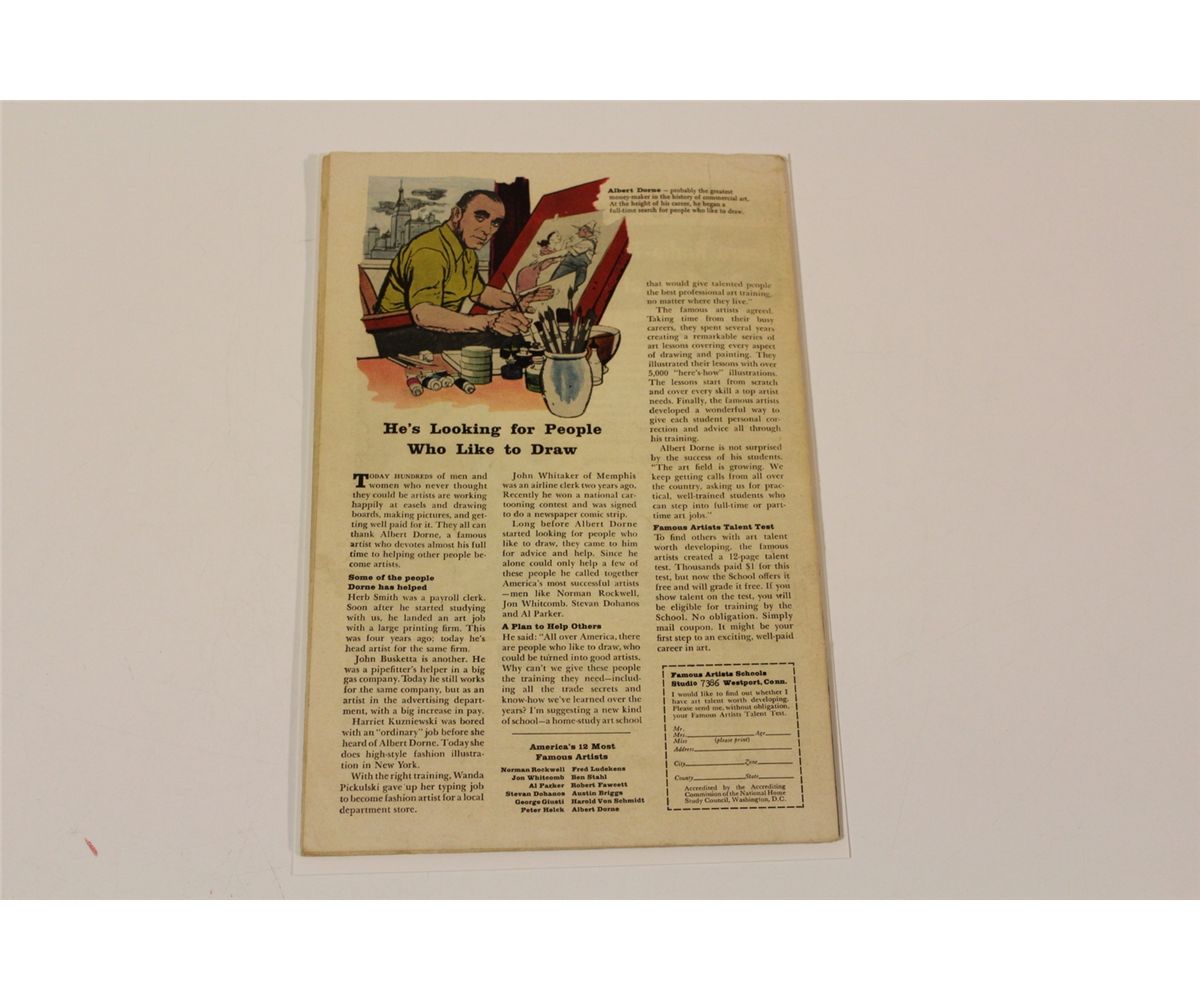 Albert Dorne – probably the greatest
money-maker in the history of commercial art.
At the height of his career, he began a
full-time search for people who like to draw.
He's Looking for People
Who Like to Draw
TODAY HUNDREDS of men and
women who never thought
they could be artists are working
happily at easels and drawing
boards, making pictures, and get-
ting well paid for it. They all can
thank Albert Dorne, a famous
artist who devotes almost his full
time to helping other people be-
come artists.
Some of the people
Dorne has helped
Herb Smith was a payroll clerk.
Soon after he started studying
with us, he landed an art job
with a large printing firm. This
was four years ago; today he's
head artist for the same firm.
John Busketta is another. He
was a pipefitter's helper in a big
gas company. Today he still works
for the same company, but as an
artist in the advertising depart-
ment, with a big increase in pay.
Harriet Kuzniewski was bored
with an "ordinary" job before she
heard of Albert Dorne. Today she
does high-style fashion illustra-
tion in New York.
With the right training, Wanda
Pickulski gave up her typing job
to become fashion artist for a local
department store.
John Whitaker of Memphis
was an airline clerk two years ago.
Recently he won a national car-
tooning contest and was signed
to do a newspaper comic strip.
Long before Albert Dorne
started looking for people who
like to draw, they came to him
for advice and help. Since he
alone could only help a few of
these people he called together
America's most successful artists
—men like Norman Rockwell,
Jon Whitcomb, Stevan Dohanos
and Al Parker.
A Plan to Help Others
He said: "All over America, there
are people who like to draw, who
could be turned into good artists.
Why can't we give these people
the training they need—includ-
ing all the trade secrets and
know-how we've learned over the
years? I'm suggesting a new kind
of school—a home-study art school
America's 12 Most
Famous Artists
Norman Rockwell Fred Ludekens
Jon Whitcomb Ben Stahl
Al Parker Robert Fawcett
Stevan Dohanos Austin Briggs
George Giusti Harold Von Schmidt
Peter Helck Albert Dorne
that would give talented people
the best professional art training,
no matter where they live."
The famous artists agreed.
Taking time from their busy
careers, they spent several years
creating a remarkable series of
art lessons covering every aspect
of drawing and painting. They
illustrated their lessons with over
5,000 "here's-how" illustrations.
The lessons start from scratch
and cover every skill a top artist
needs. Finally, the famous artists
developed a wonderful way to
give each student personal cor-
rection and advice all through
his training.
Albert Dorne is not surprised
by the success of his students.
"The art field is growing. We
keep getting calls from all over
the country, asking us for prac-
tical, well-trained students who
can step into full-time or part-
time art jobs."
Famous Artists Talent Test
To find others with art talent
worth developing, the famous
artists created a 12-page talent
test. Thousands paid $1 for this
test, but now the School offers it
free and will grade it free. If you
show talent on the test, you will
be eligible for training by the
School. No obligation. Simply
mail coupon. It might be your
first step to an exciting, well-paid
career in art.
Famous Artists Schools
Studio 7386 Westport, Conn.
I would like to find out whether I
have art talent worth developing.
Please send me, without obligation,
your Famous Artists Talent Test.
Mr.
Mrs. Age
Miss (please print)
Address
City Zone
County State
Accredited by the Accrediting
Commission of the National Home
Study Council, Washington, D.C.